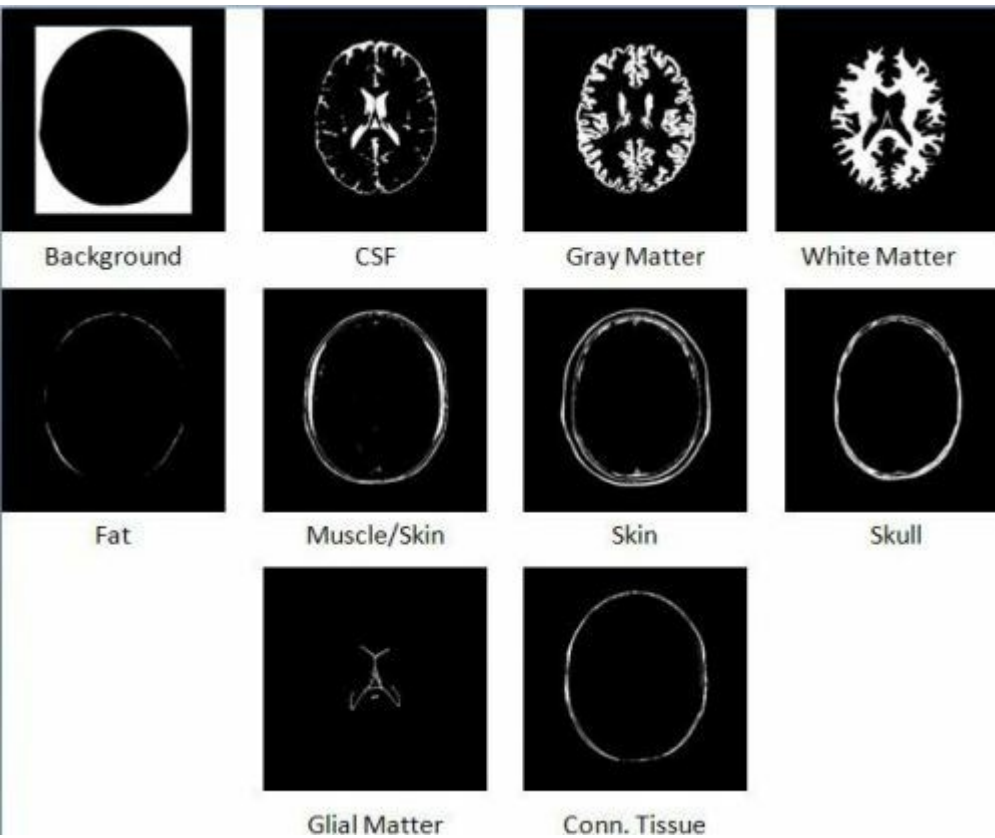 Background CSF Gray Matter White Matter
Fat Muscle/Skin Skin Skull
Glial Matter Conn. Tissue